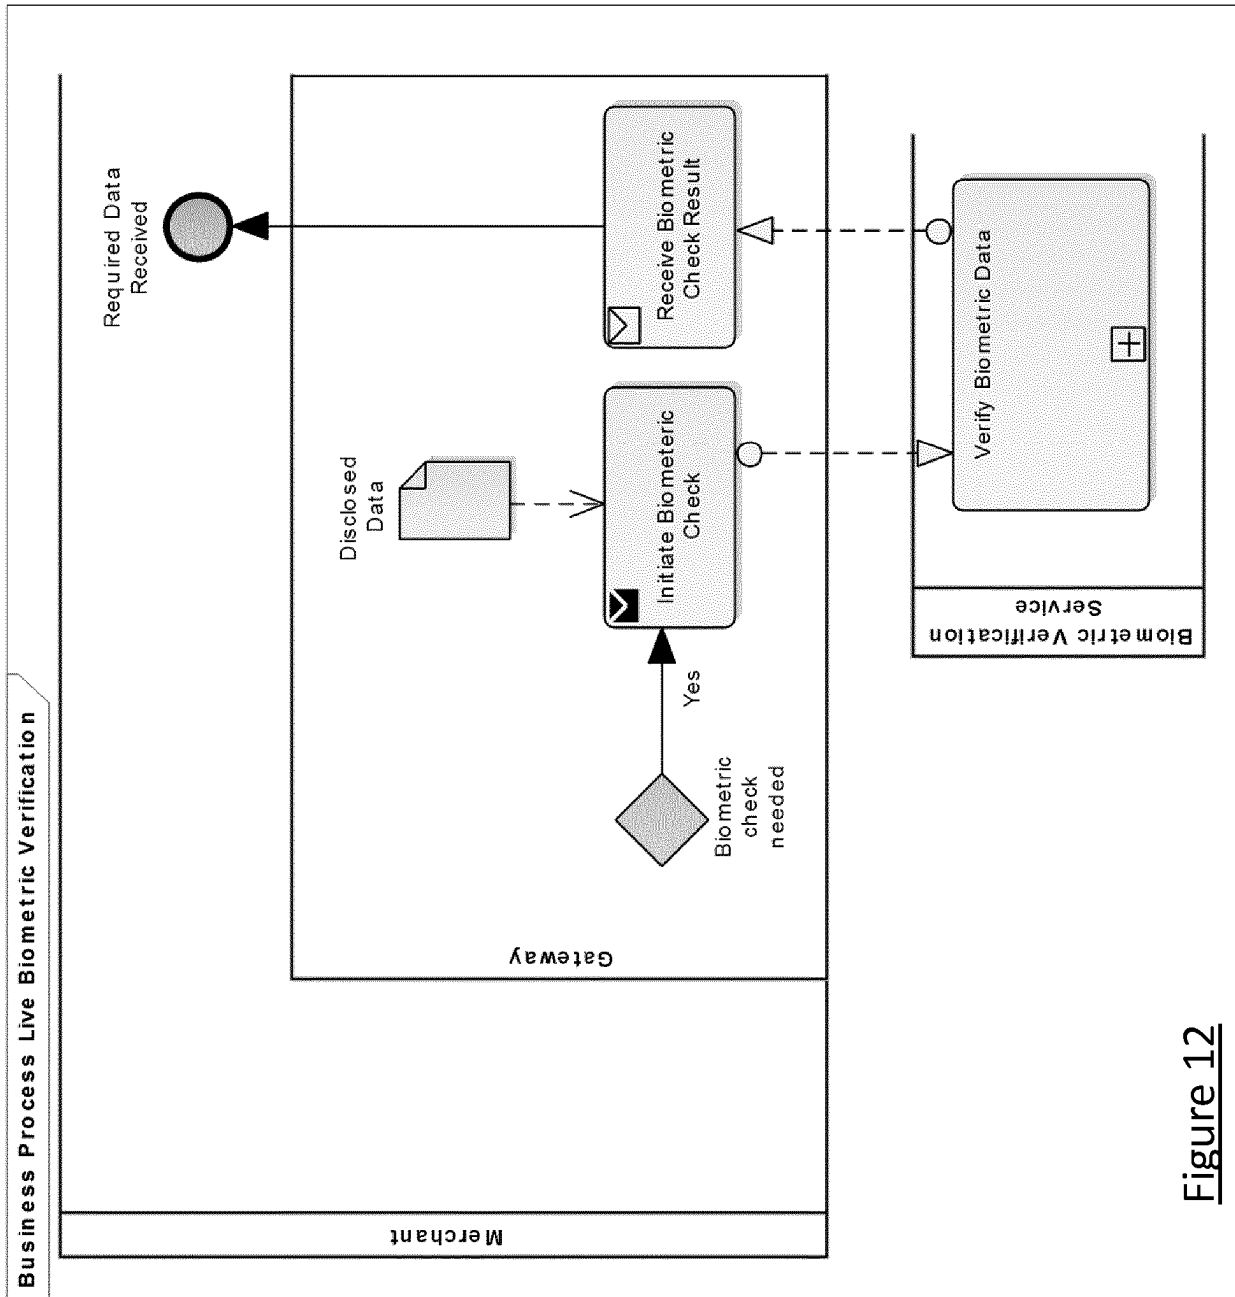 Business Process Live Biometric Verification
Merchant
Gateway
Required Data
Received
Disclosed
Data
Biometric
check
needed
Yes
Initiate Biometeric
Check
Receive Biometric
Check Result
Biometric Verification
Service
Verify Biometric Data
Figure 12